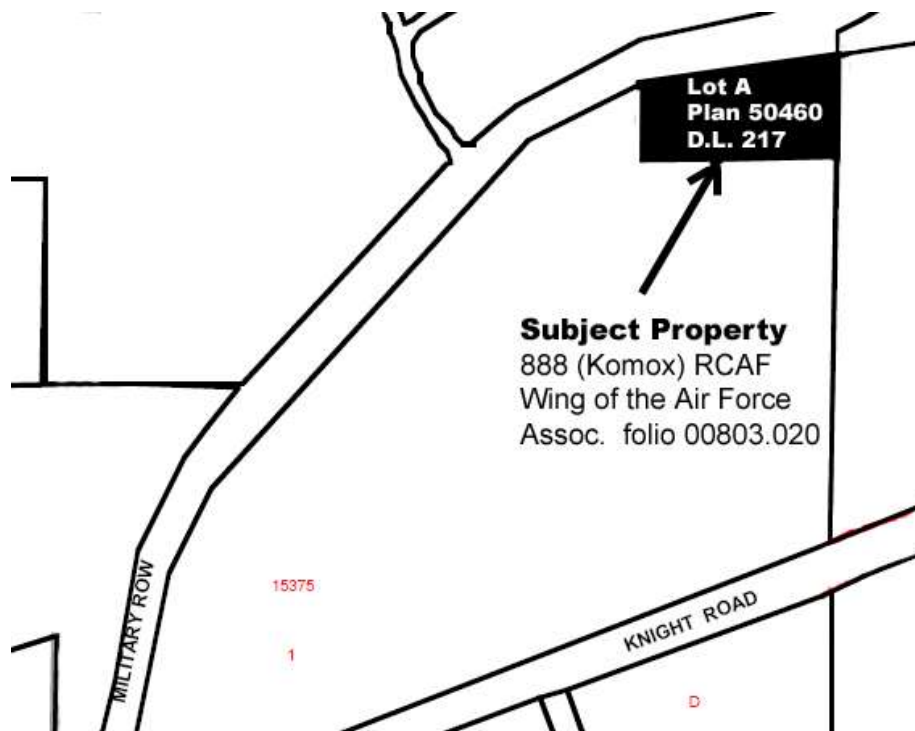 Lot A
Plan 50460
D.L. 217
Subject Property
888 (Komox) RCAF
Wing of the Air Force
Assoc. folio 00803.020
15375
MILITARY ROW
KNIGHT ROAD
1
D